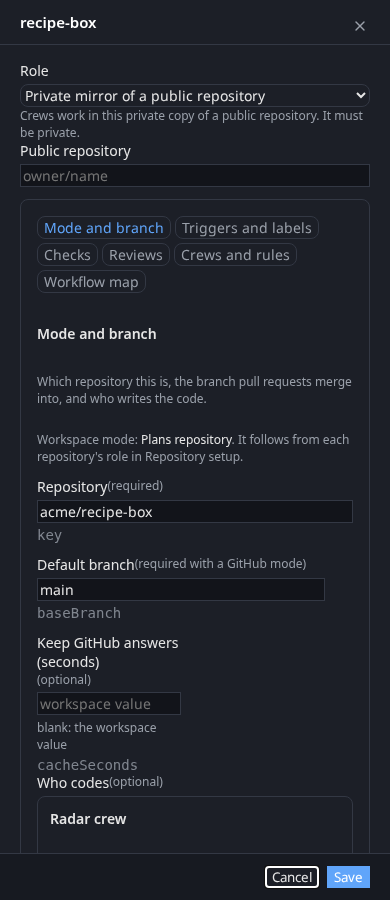 recipe-box
×
Role
Private mirror of a public repository
Crews work in this private copy of a public repository. It must
be private.
Public repository
owner/name
Mode and branch
Triggers and labels
Checks
Reviews
Crews and rules
Workflow map
Mode and branch
Which repository this is, the branch pull requests merge
into, and who writes the code.
Workspace mode: Plans repository. It follows from each
repository's role in Repository setup.
Repository(required)
acme/recipe-box
key
Default branch(required with a GitHub mode)
main
baseBranch
Keep GitHub answers
(seconds)
(optional)
workspace value
blank: the workspace
value
cacheSeconds
Who codes(optional)
Radar crew
Cancel
Save